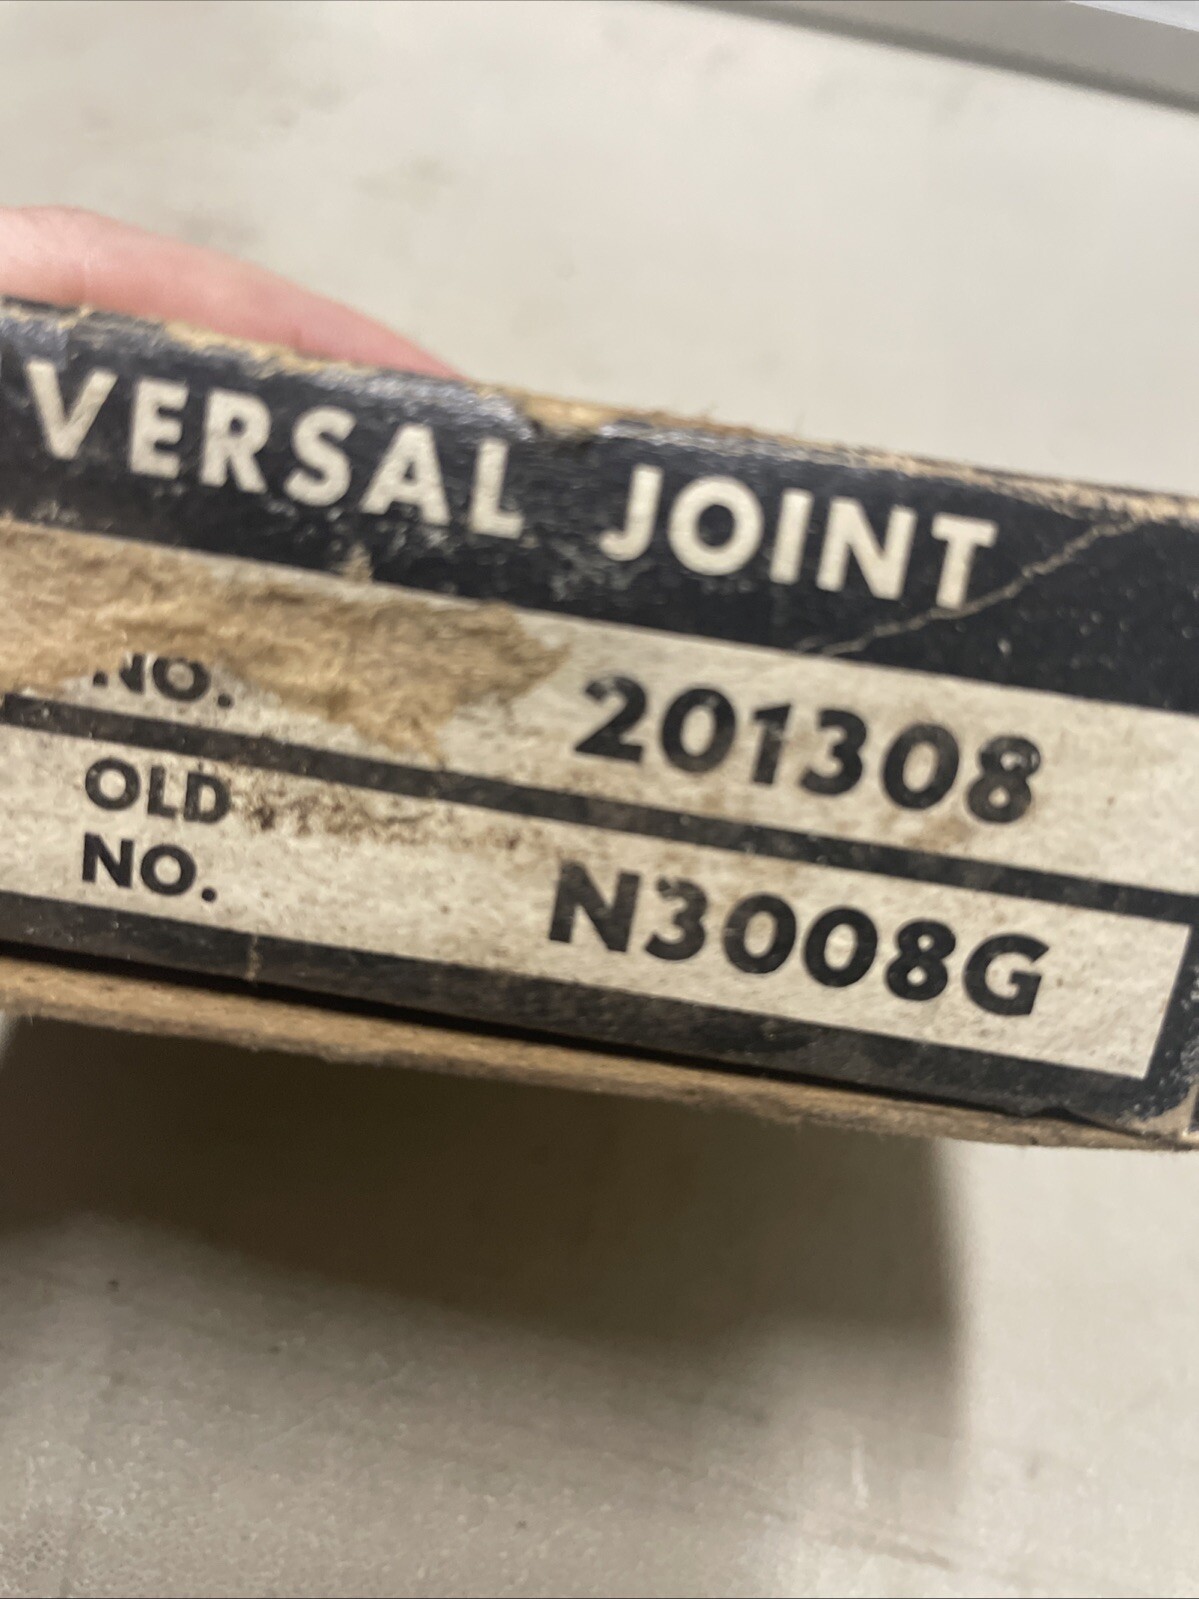 VERSAL JOINT
NO. 201308
OLD
NO. N3008G